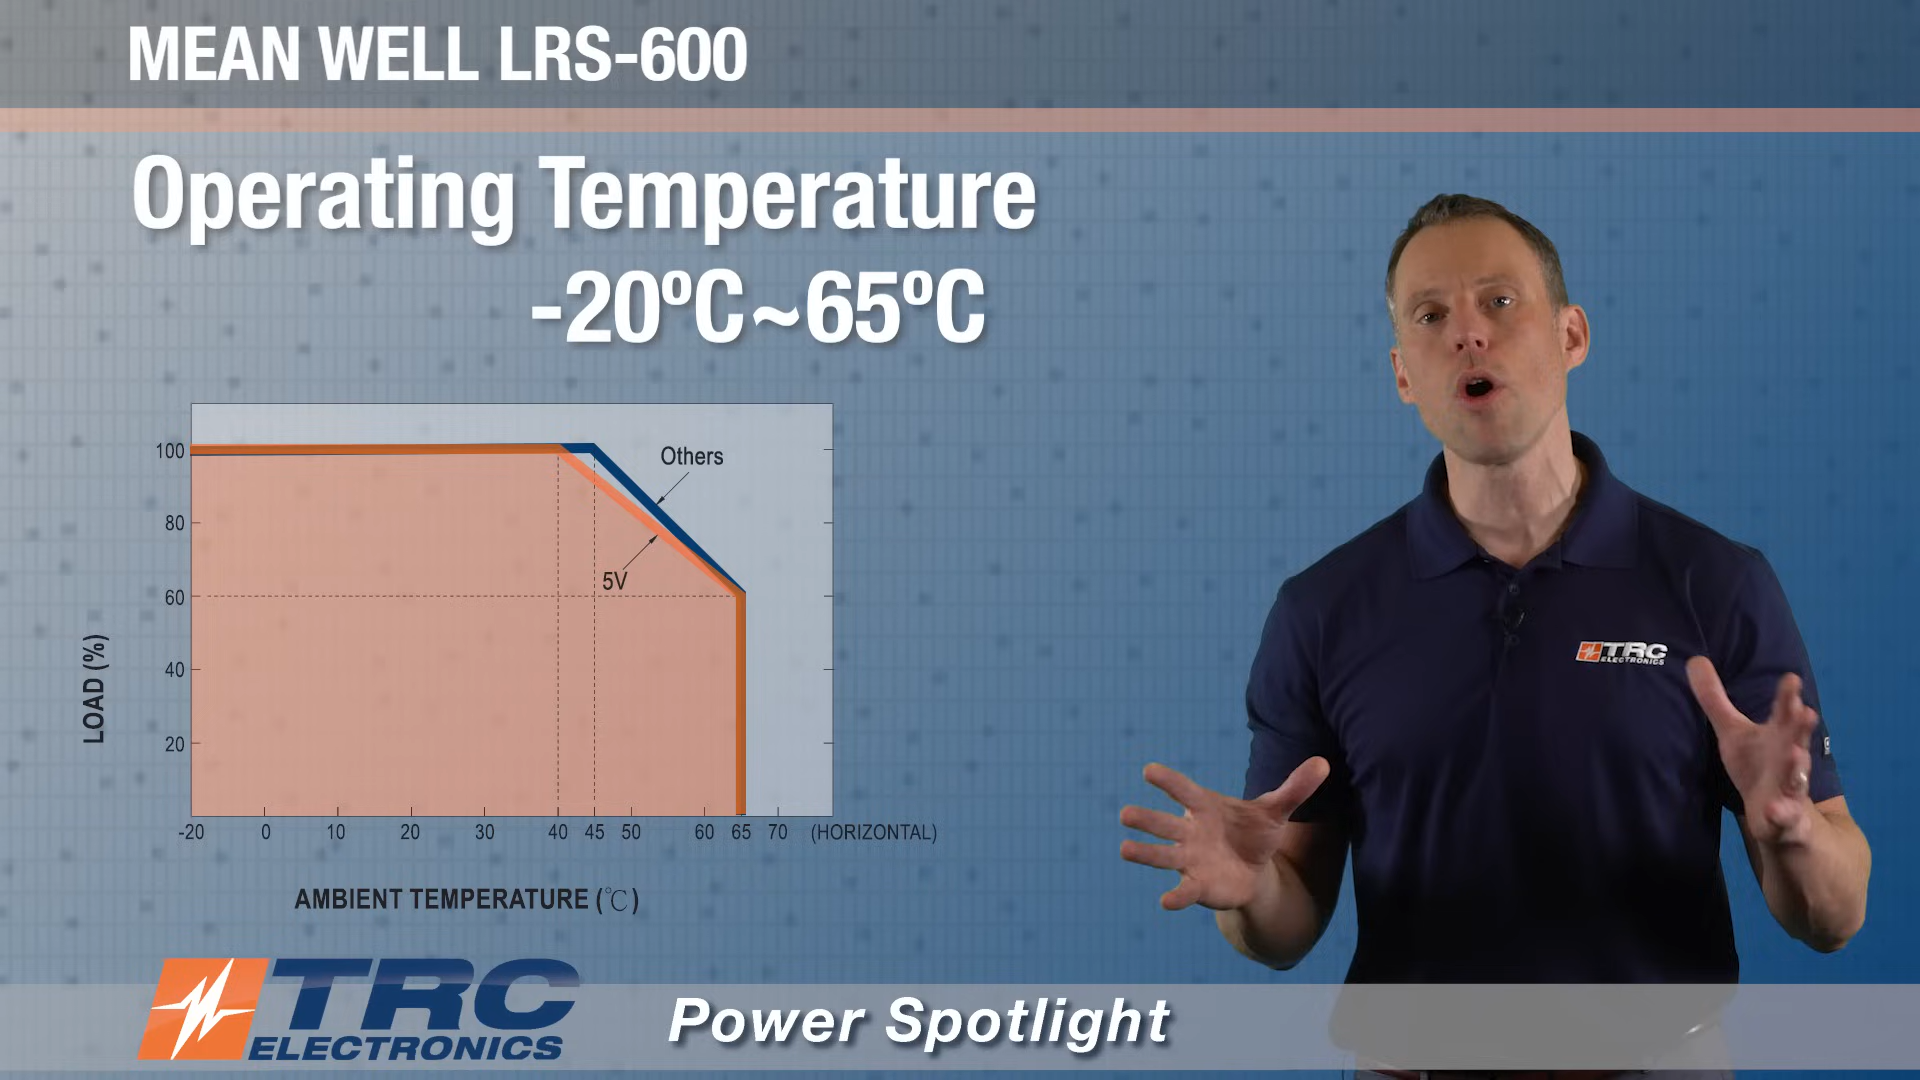 MEAN WELL LRS-600
Operating Temperature
-20ºC~65ºC
100
80
60
40
20
LOAD (%)
Others
5V
-20 0 10 20 30 40 45 50 60 65 70 (HORIZONTAL)
AMBIENT TEMPERATURE (℃)
TRC
ELECTRONICS
TRC
ELECTRONICS
Power Spotlight